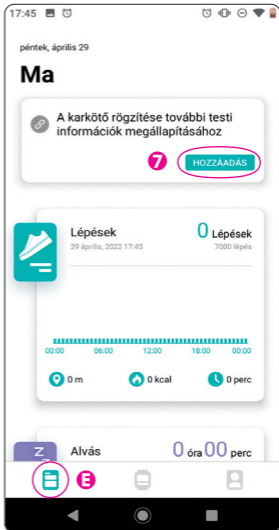 17:45
péntek, április 29
Ma
A karkötő rögzítése további testi
információk megállapításához
7 HOZZÁADÁS
Lépések 0 Lépések
29 április, 2022 17:45 7000 lépés
00:00 06:00 12:00 18:00 00:00
0 m 0 kcal 0 perc
Z Alvás 0 óra 00 perc
E